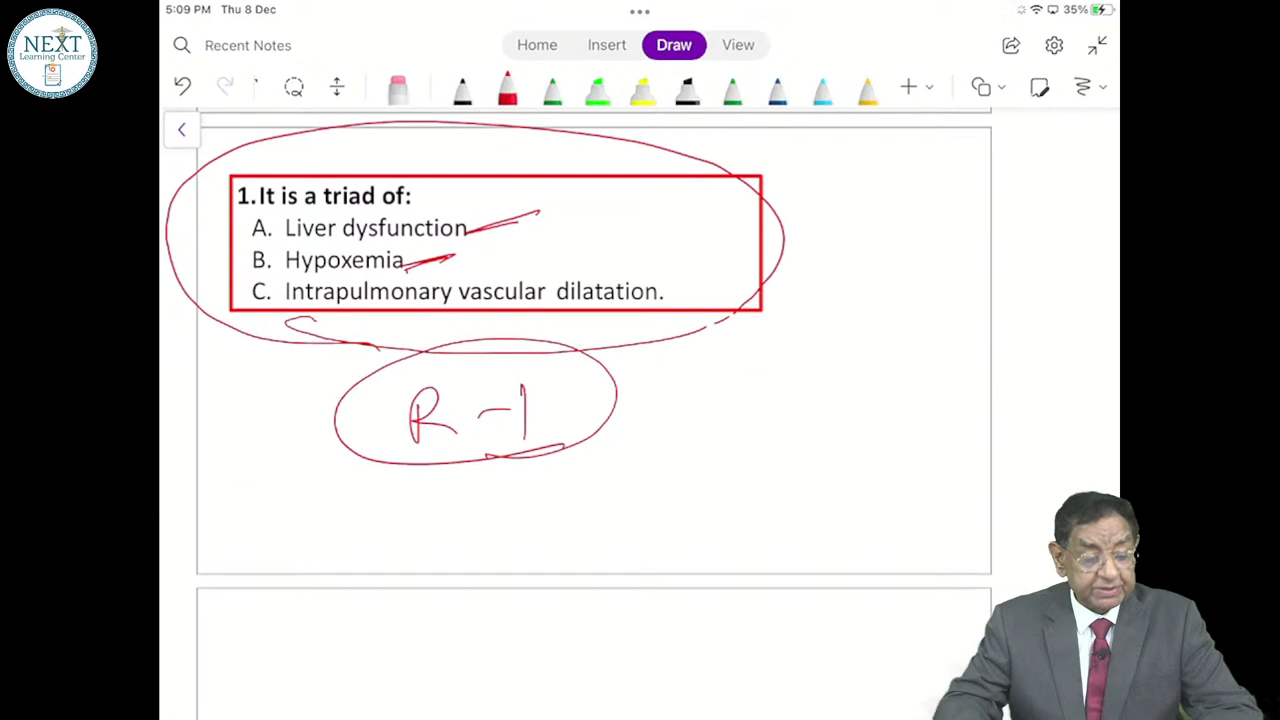 5:09 PM Thu 8 Dec
35%
NEXT
Learning Center
Recent Notes
Home Insert Draw View
1. It is a triad of:
A. Liver dysfunction
B. Hypoxemia
C. Intrapulmonary vascular dilatation.
R - 1